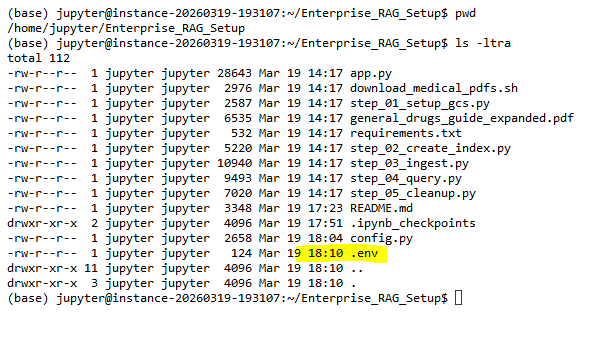 (base) jupyter@instance-20260319-193107:~/Enterprise_RAG_Setup$ pwd
/home/jupyter/Enterprise_RAG_Setup
(base) jupyter@instance-20260319-193107:~/Enterprise_RAG_Setup$ ls -ltra
total 112
-rw-r--r--  1 jupyter jupyter 28643 Mar 19 14:17 app.py
-rw-r--r--  1 jupyter jupyter  2976 Mar 19 14:17 download_medical_pdfs.sh
-rw-r--r--  1 jupyter jupyter  2587 Mar 19 14:17 step_01_setup_gcs.py
-rw-r--r--  1 jupyter jupyter  6535 Mar 19 14:17 general_drugs_guide_expanded.pdf
-rw-r--r--  1 jupyter jupyter   532 Mar 19 14:17 requirements.txt
-rw-r--r--  1 jupyter jupyter  5220 Mar 19 14:17 step_02_create_index.py
-rw-r--r--  1 jupyter jupyter 10940 Mar 19 14:17 step_03_ingest.py
-rw-r--r--  1 jupyter jupyter  9493 Mar 19 14:17 step_04_query.py
-rw-r--r--  1 jupyter jupyter  7020 Mar 19 14:17 step_05_cleanup.py
-rw-r--r--  1 jupyter jupyter  3348 Mar 19 17:23 README.md
drwxr-xr-x  2 jupyter jupyter  4096 Mar 19 17:51 .ipynb_checkpoints
-rw-r--r--  1 jupyter jupyter  2658 Mar 19 18:04 config.py
-rw-r--r--  1 jupyter jupyter   124 Mar 19 18:10 .env
drwxr-xr-x 11 jupyter jupyter  4096 Mar 19 18:10 ..
drwxr-xr-x  3 jupyter jupyter  4096 Mar 19 18:10 .
(base) jupyter@instance-20260319-193107:~/Enterprise_RAG_Setup$